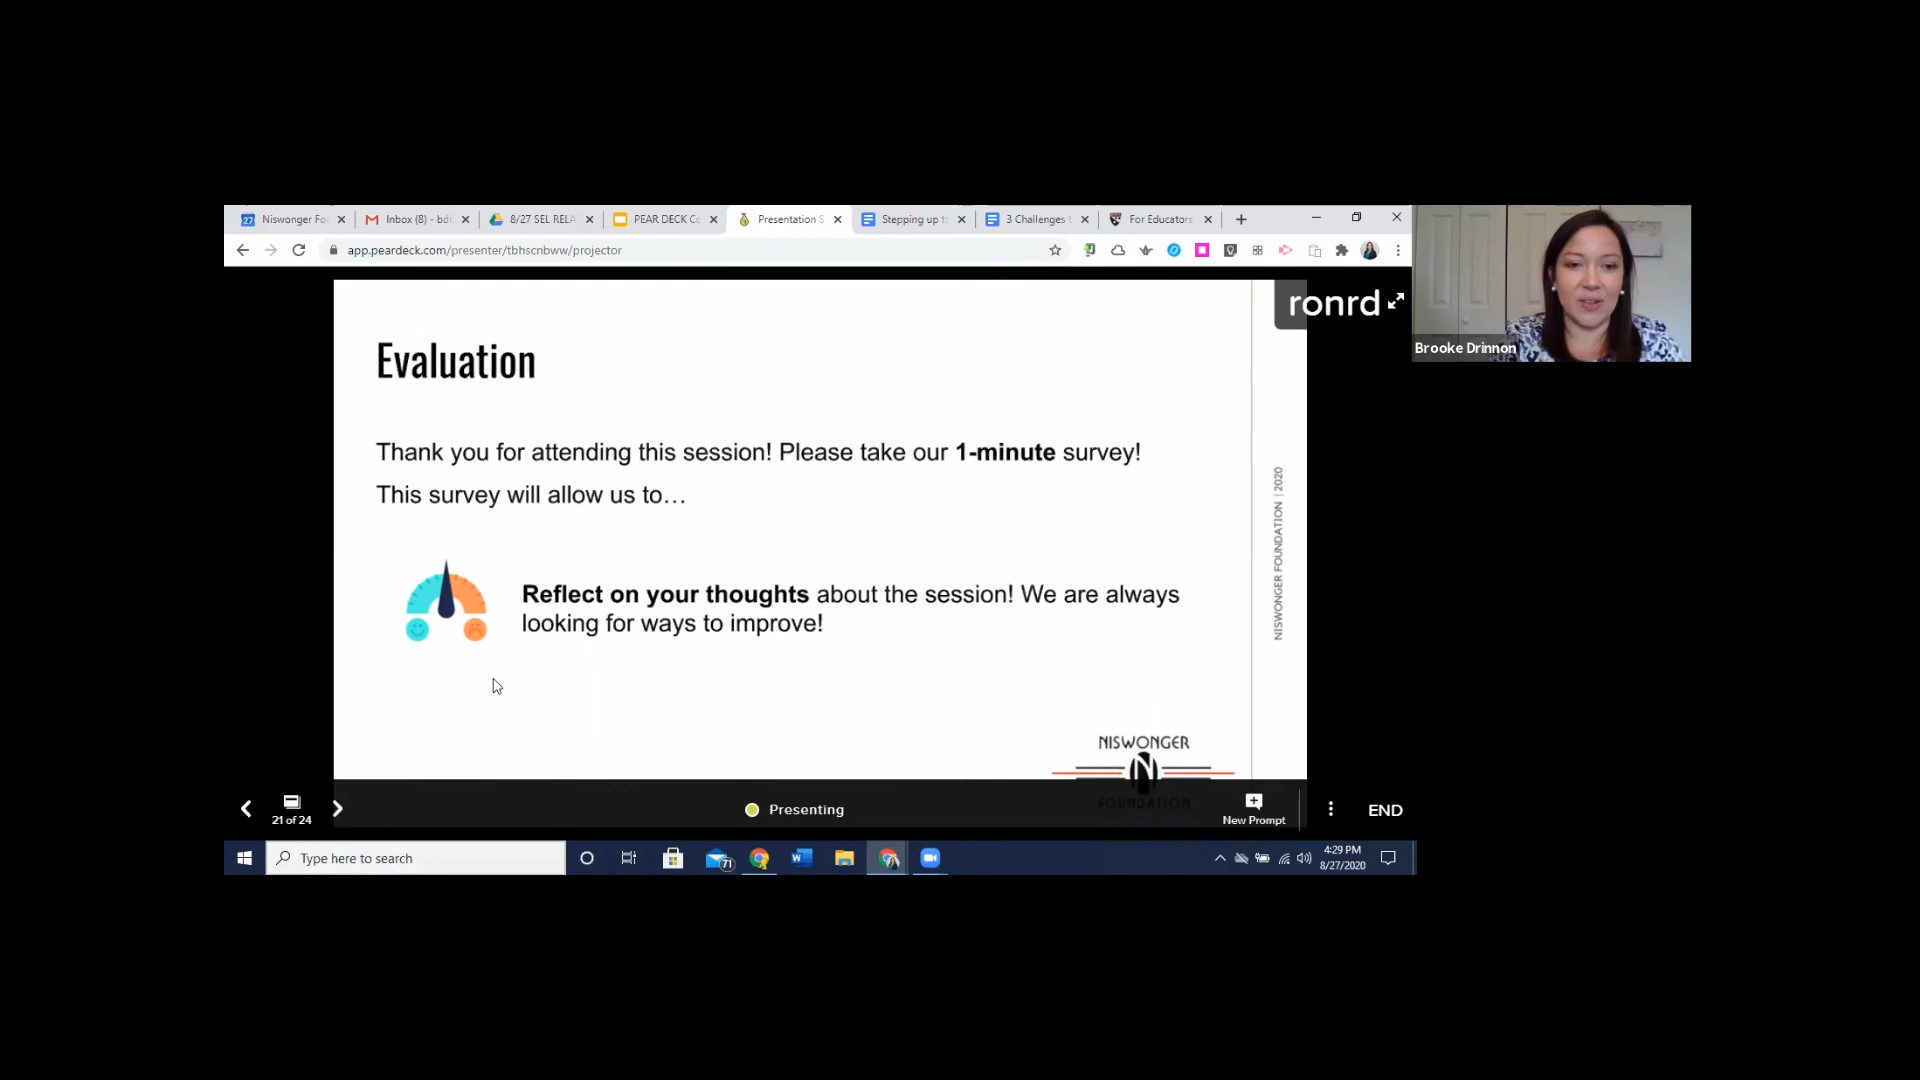 Niswonger Fo
Inbox (8) - bdr
8/27 SEL RELA
PEAR DECK Co
Presentation S
Stepping up to
3 Challenges t
For Educators
app.peardeck.com/presenter/tbhscnbww/projector
ronrd
Brooke Drinnon
Evaluation
Thank you for attending this session! Please take our 1-minute survey!
This survey will allow us to…
Reflect on your thoughts about the session! We are always
looking for ways to improve!
NISWONGER FOUNDATION | 2020
NISWONGER
N
FOUNDATION
21 of 24
Presenting
New Prompt
END
Type here to search
71
4:29 PM
8/27/2020